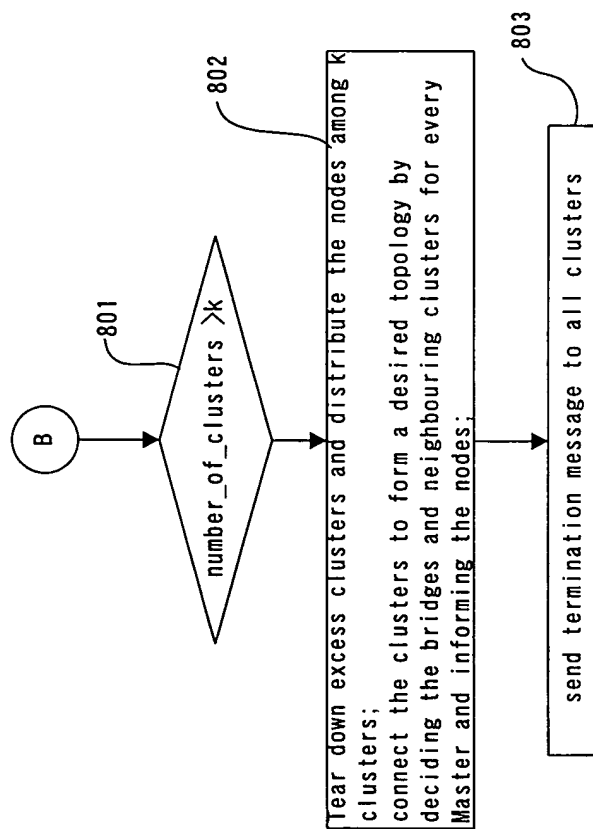 B
801
number_of_clusters >k
802
Tear down excess clusters and distribute the nodes among k
clusters;
connect the clusters to form a desired topology by
deciding the bridges and neighbouring clusters for every
Master and informing the nodes;
803
send termination message to all clusters